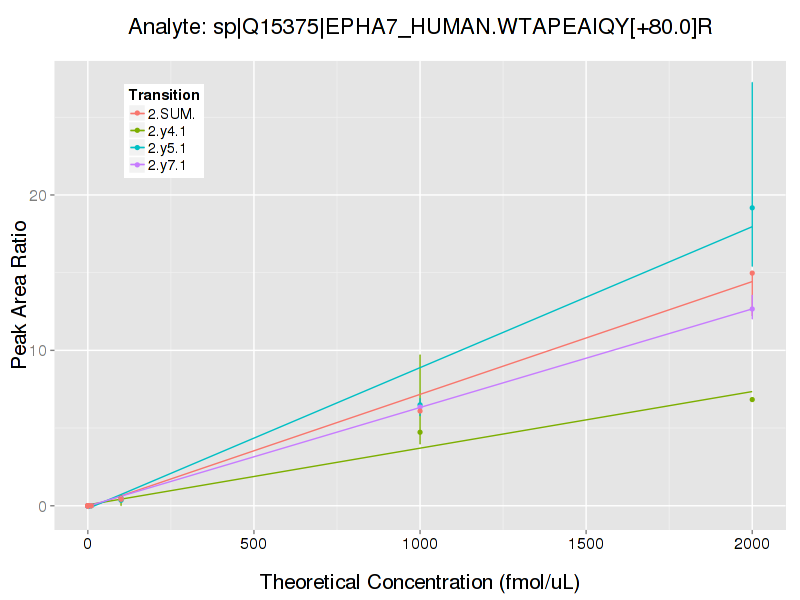 Analyte: sp|Q15375|EPHA7_HUMAN.WTAPEAIQY[+80.0]R
Transition
2.SUM.
2.y4.1
2.y5.1
2.y7.1
Peak Area Ratio
20
10
0
0 500 1000 1500 2000
Theoretical Concentration (fmol/uL)